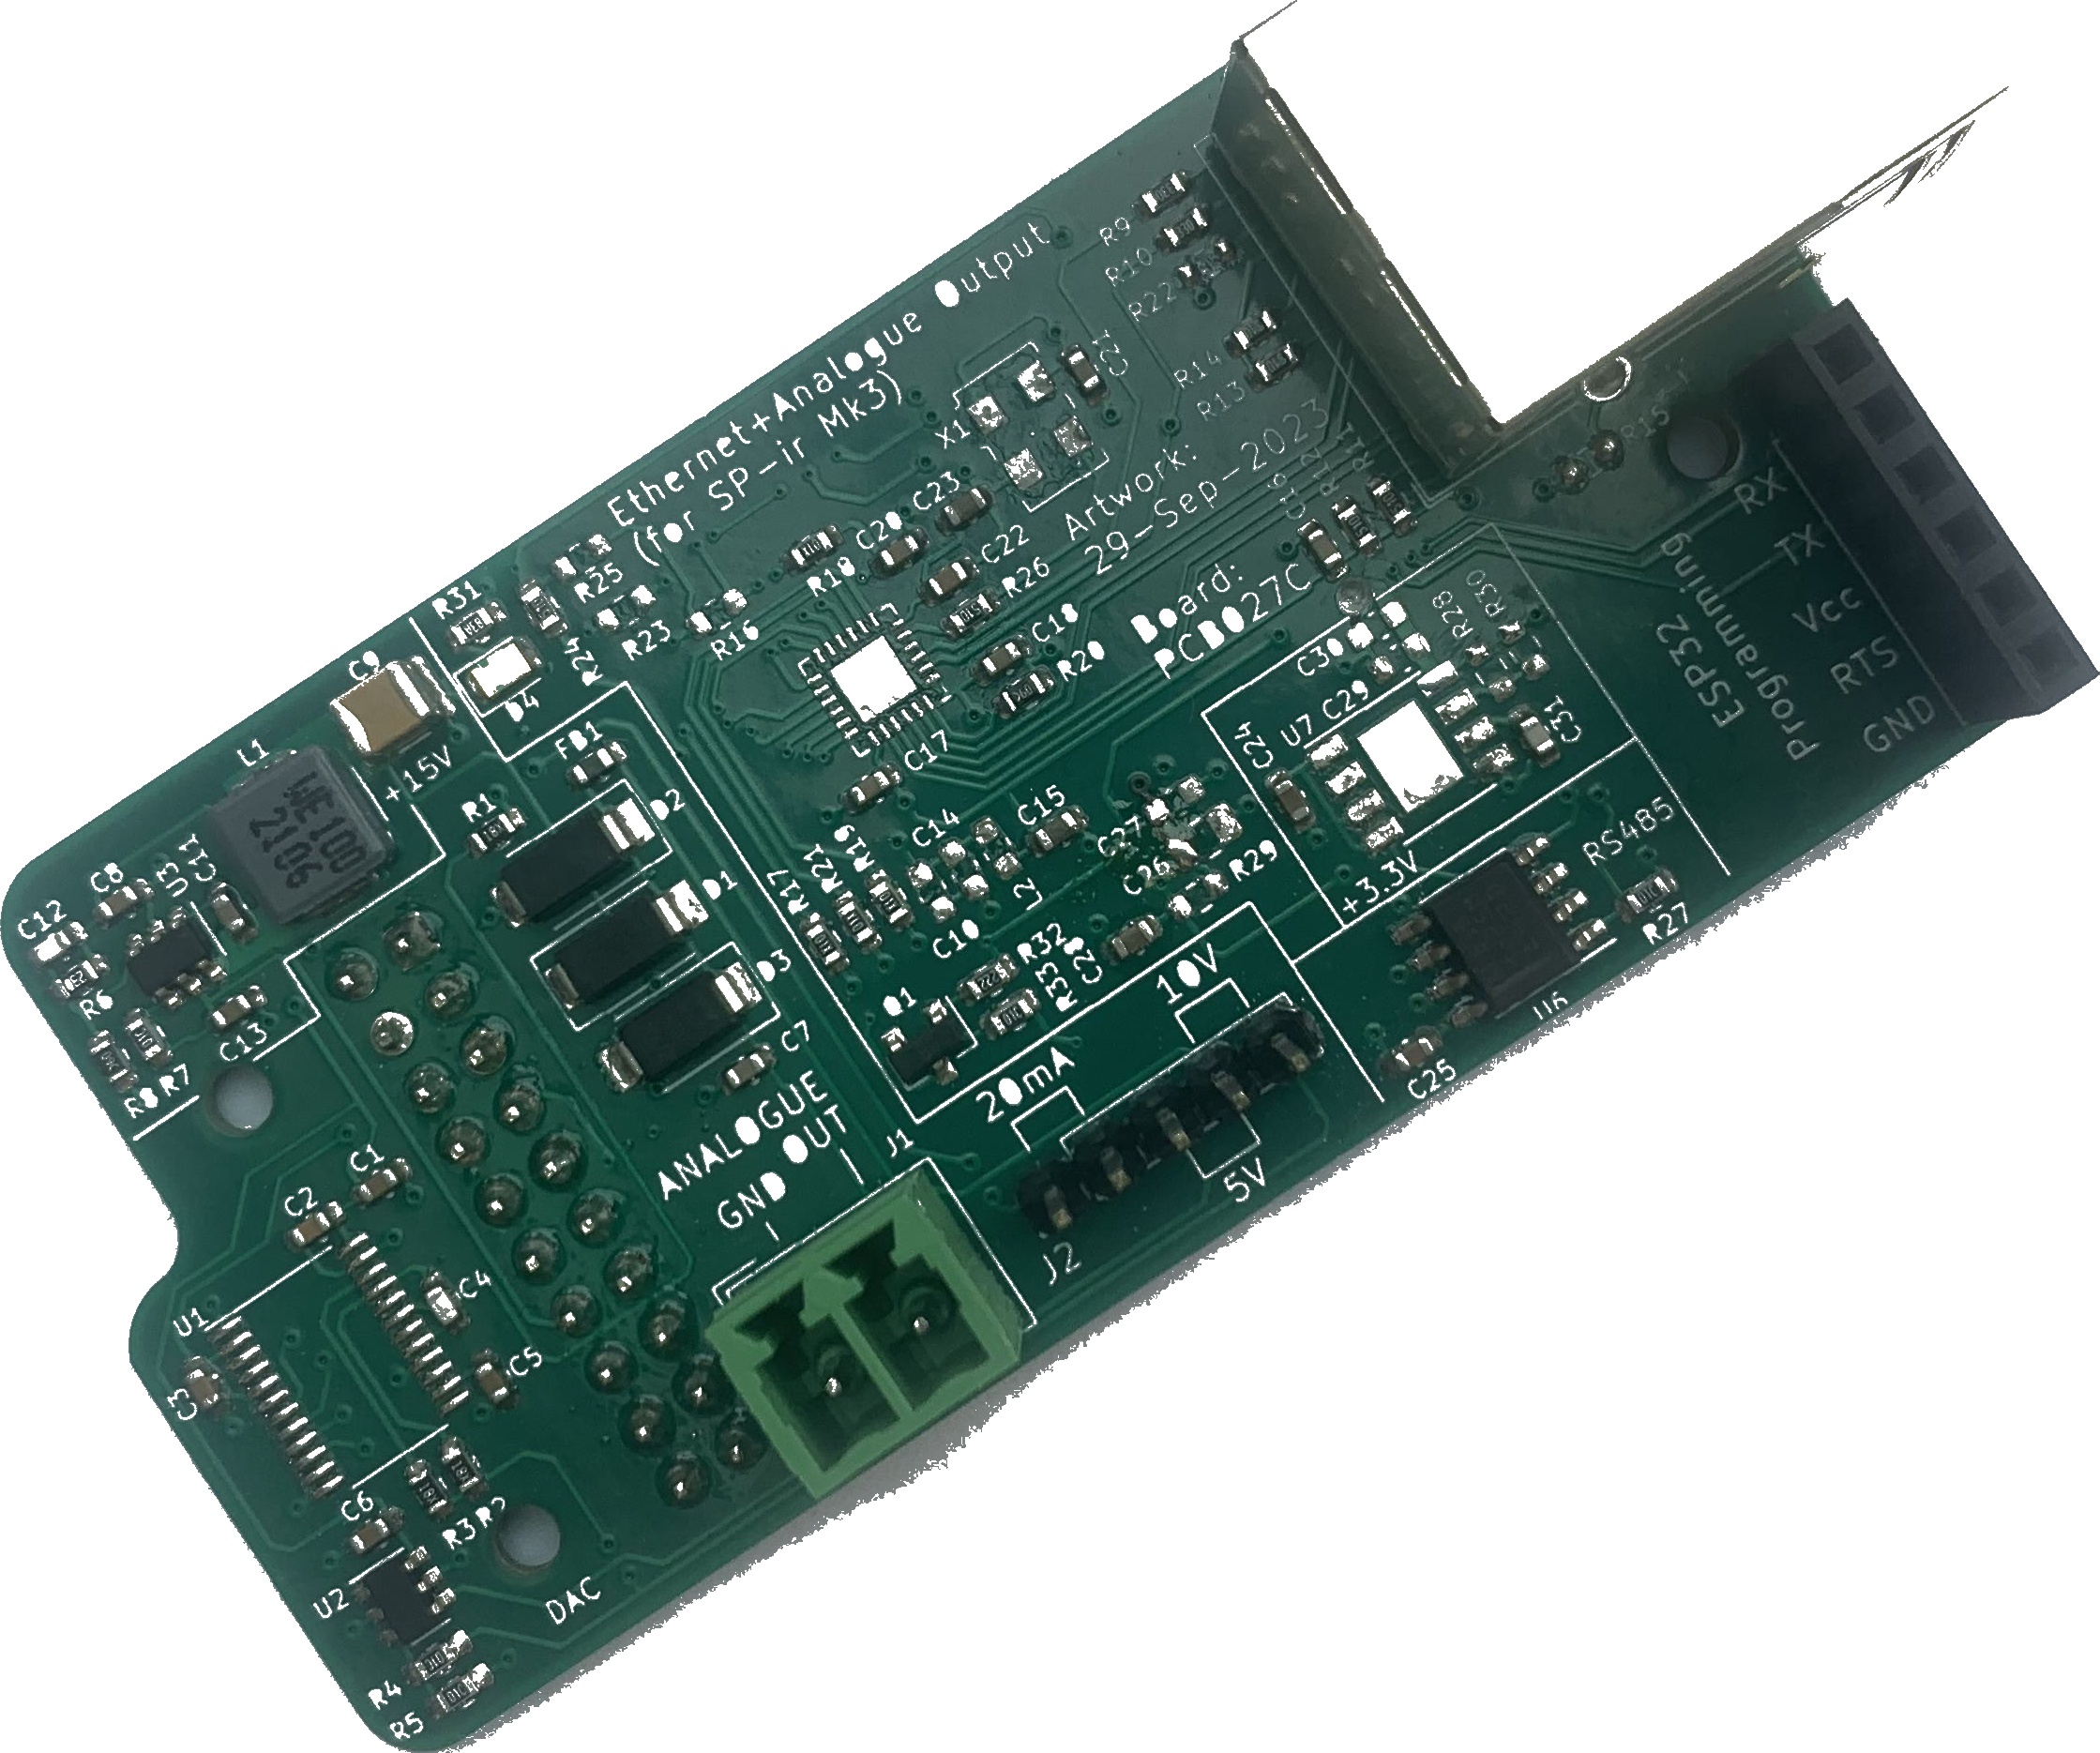 Ethernet+Analogue Output
(for SP-ir Mk3)
Artwork:
29-Sep-2023
Board:
PCB027C
R9
R10
R22
R14
R13
R15
R11
R12
X1
C23
C20
C22
R18
R26
C18
R20
C17
R31
R25
R24
R23
R16
D4
C9
+15V
L1
WE100
2106
FB1
R1
D2
D1
D3
C7
C8
U3
C11
C12
R6
C13
R8
R7
R17
R21
R19
C14
C15
C10
L2
C27
C26
R29
C28
R32
R33
Q1
C24
U7
C29
C30
R28
R30
C31
+3.3V
RS485
R27
U6
C25
RX
TX
Vcc
RTS
GND
ESP32
Programming
10V
20mA
5V
J1
J2
ANALOGUE
GND OUT
C1
C2
C4
C5
U1
C3
C6
R3
R2
U2
DAC
R4
R5